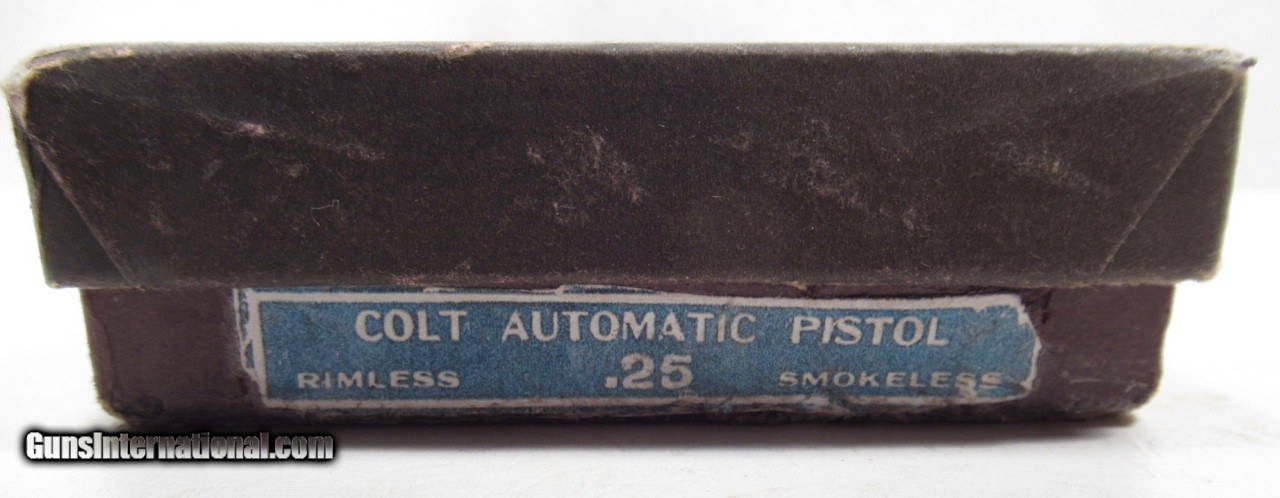 COLT AUTOMATIC PISTOL
RIMLESS .25 SMOKELESS
GunsInternational.com